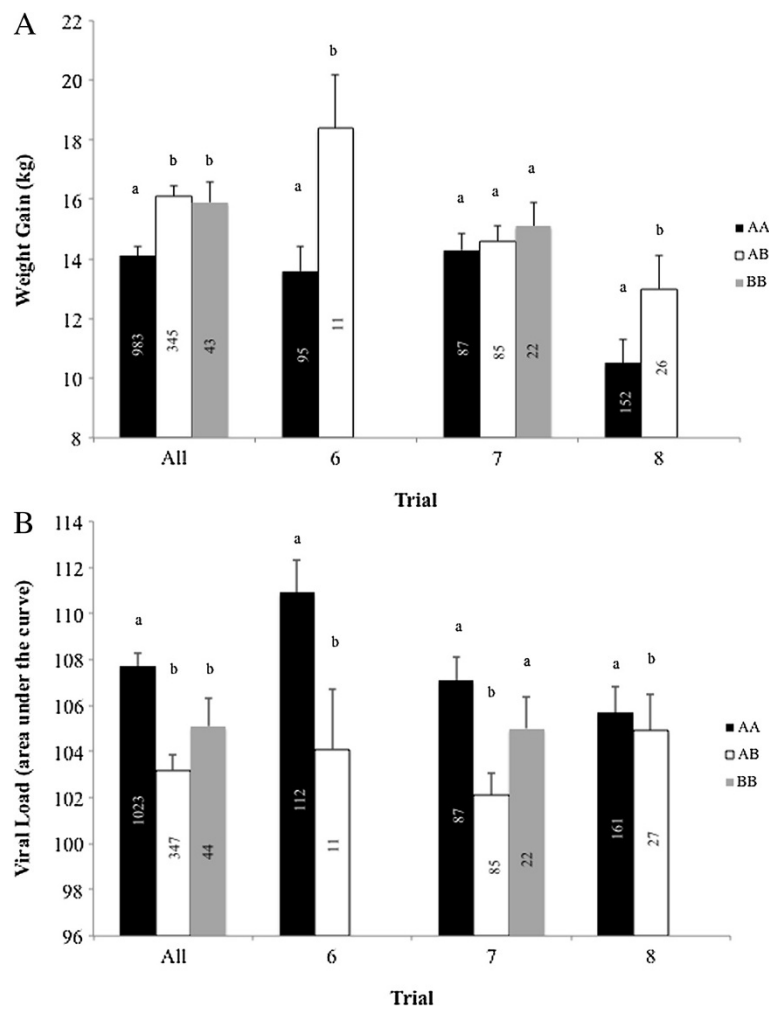 A
22
b
20
18
b
b
a
a
a
a
a
16
b
a
14
12
10
8
Weight Gain (kg)
983
345
43
95
11
87
85
22
152
26
AA
AB
BB
All
6
7
8
Trial
B
114
a
112
110
a
b
a
a
a
b
108
b
b
b
106
104
102
100
98
96
Viral Load (area under the curve)
1023
347
44
112
11
87
85
22
161
27
AA
AB
BB
All
6
7
8
Trial